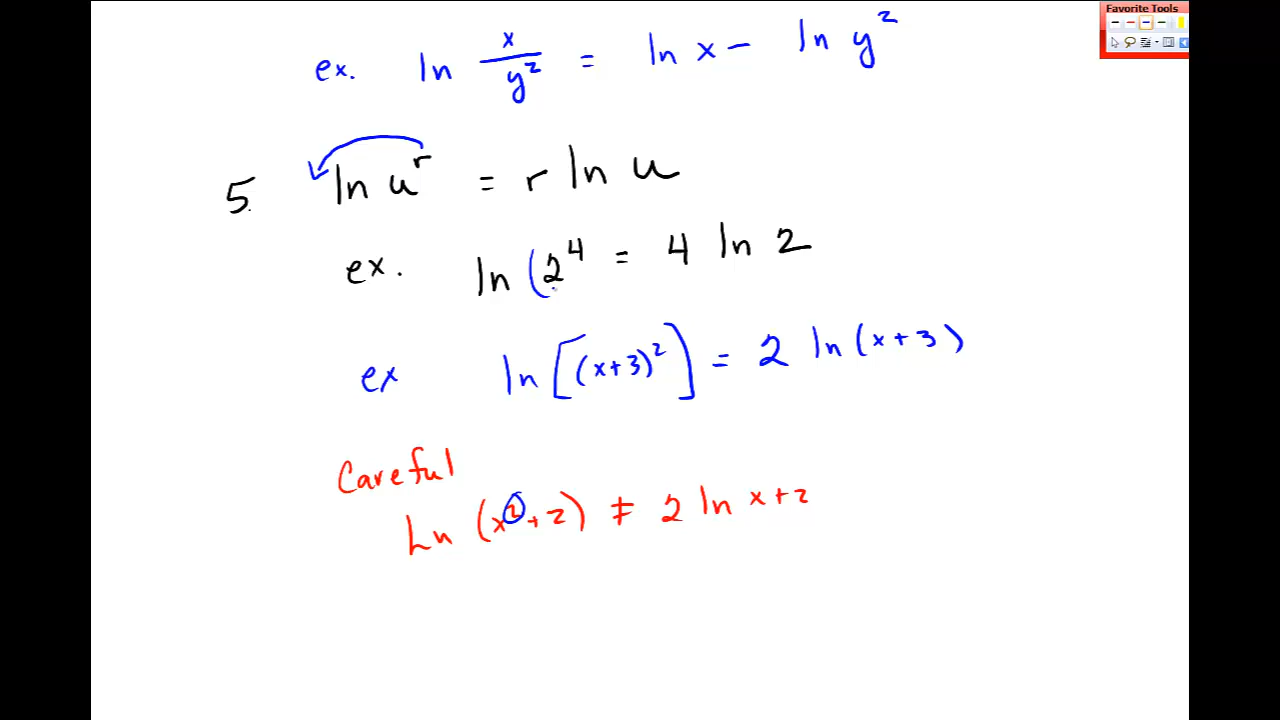 Favorite Tools
ex. ln x/y² = ln x - ln y²
5. ln uʳ = r ln u
ex. ln (2⁴ = 4 ln 2
ex ln [(x+3)²] = 2 ln (x+3)
Careful
Ln (x²+2) ≠ 2 ln x+2